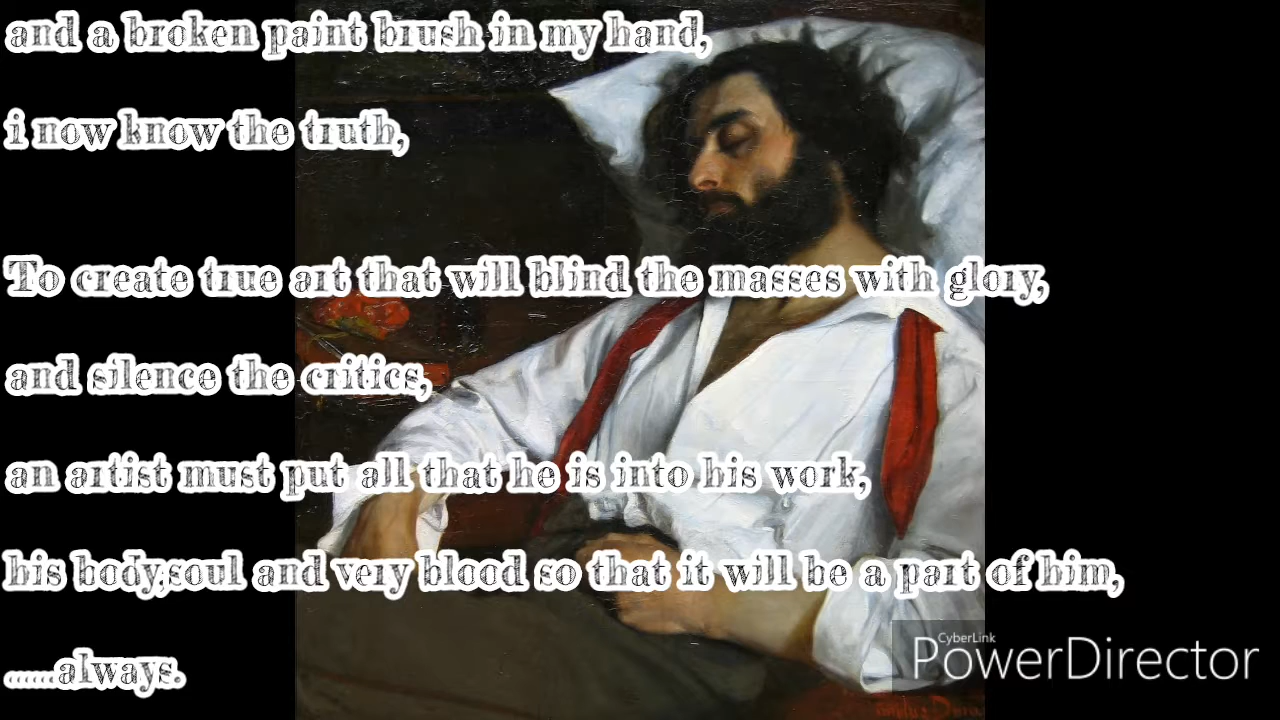 and a broken paint brush in my hand,
i now know the truth,
To create true art that will blind the masses with glory,
and silence the critics,
an artist must put all that he is into his work,
his body,soul and very blood so that it will be a part of him,
......always.
CyberLink
PowerDirector